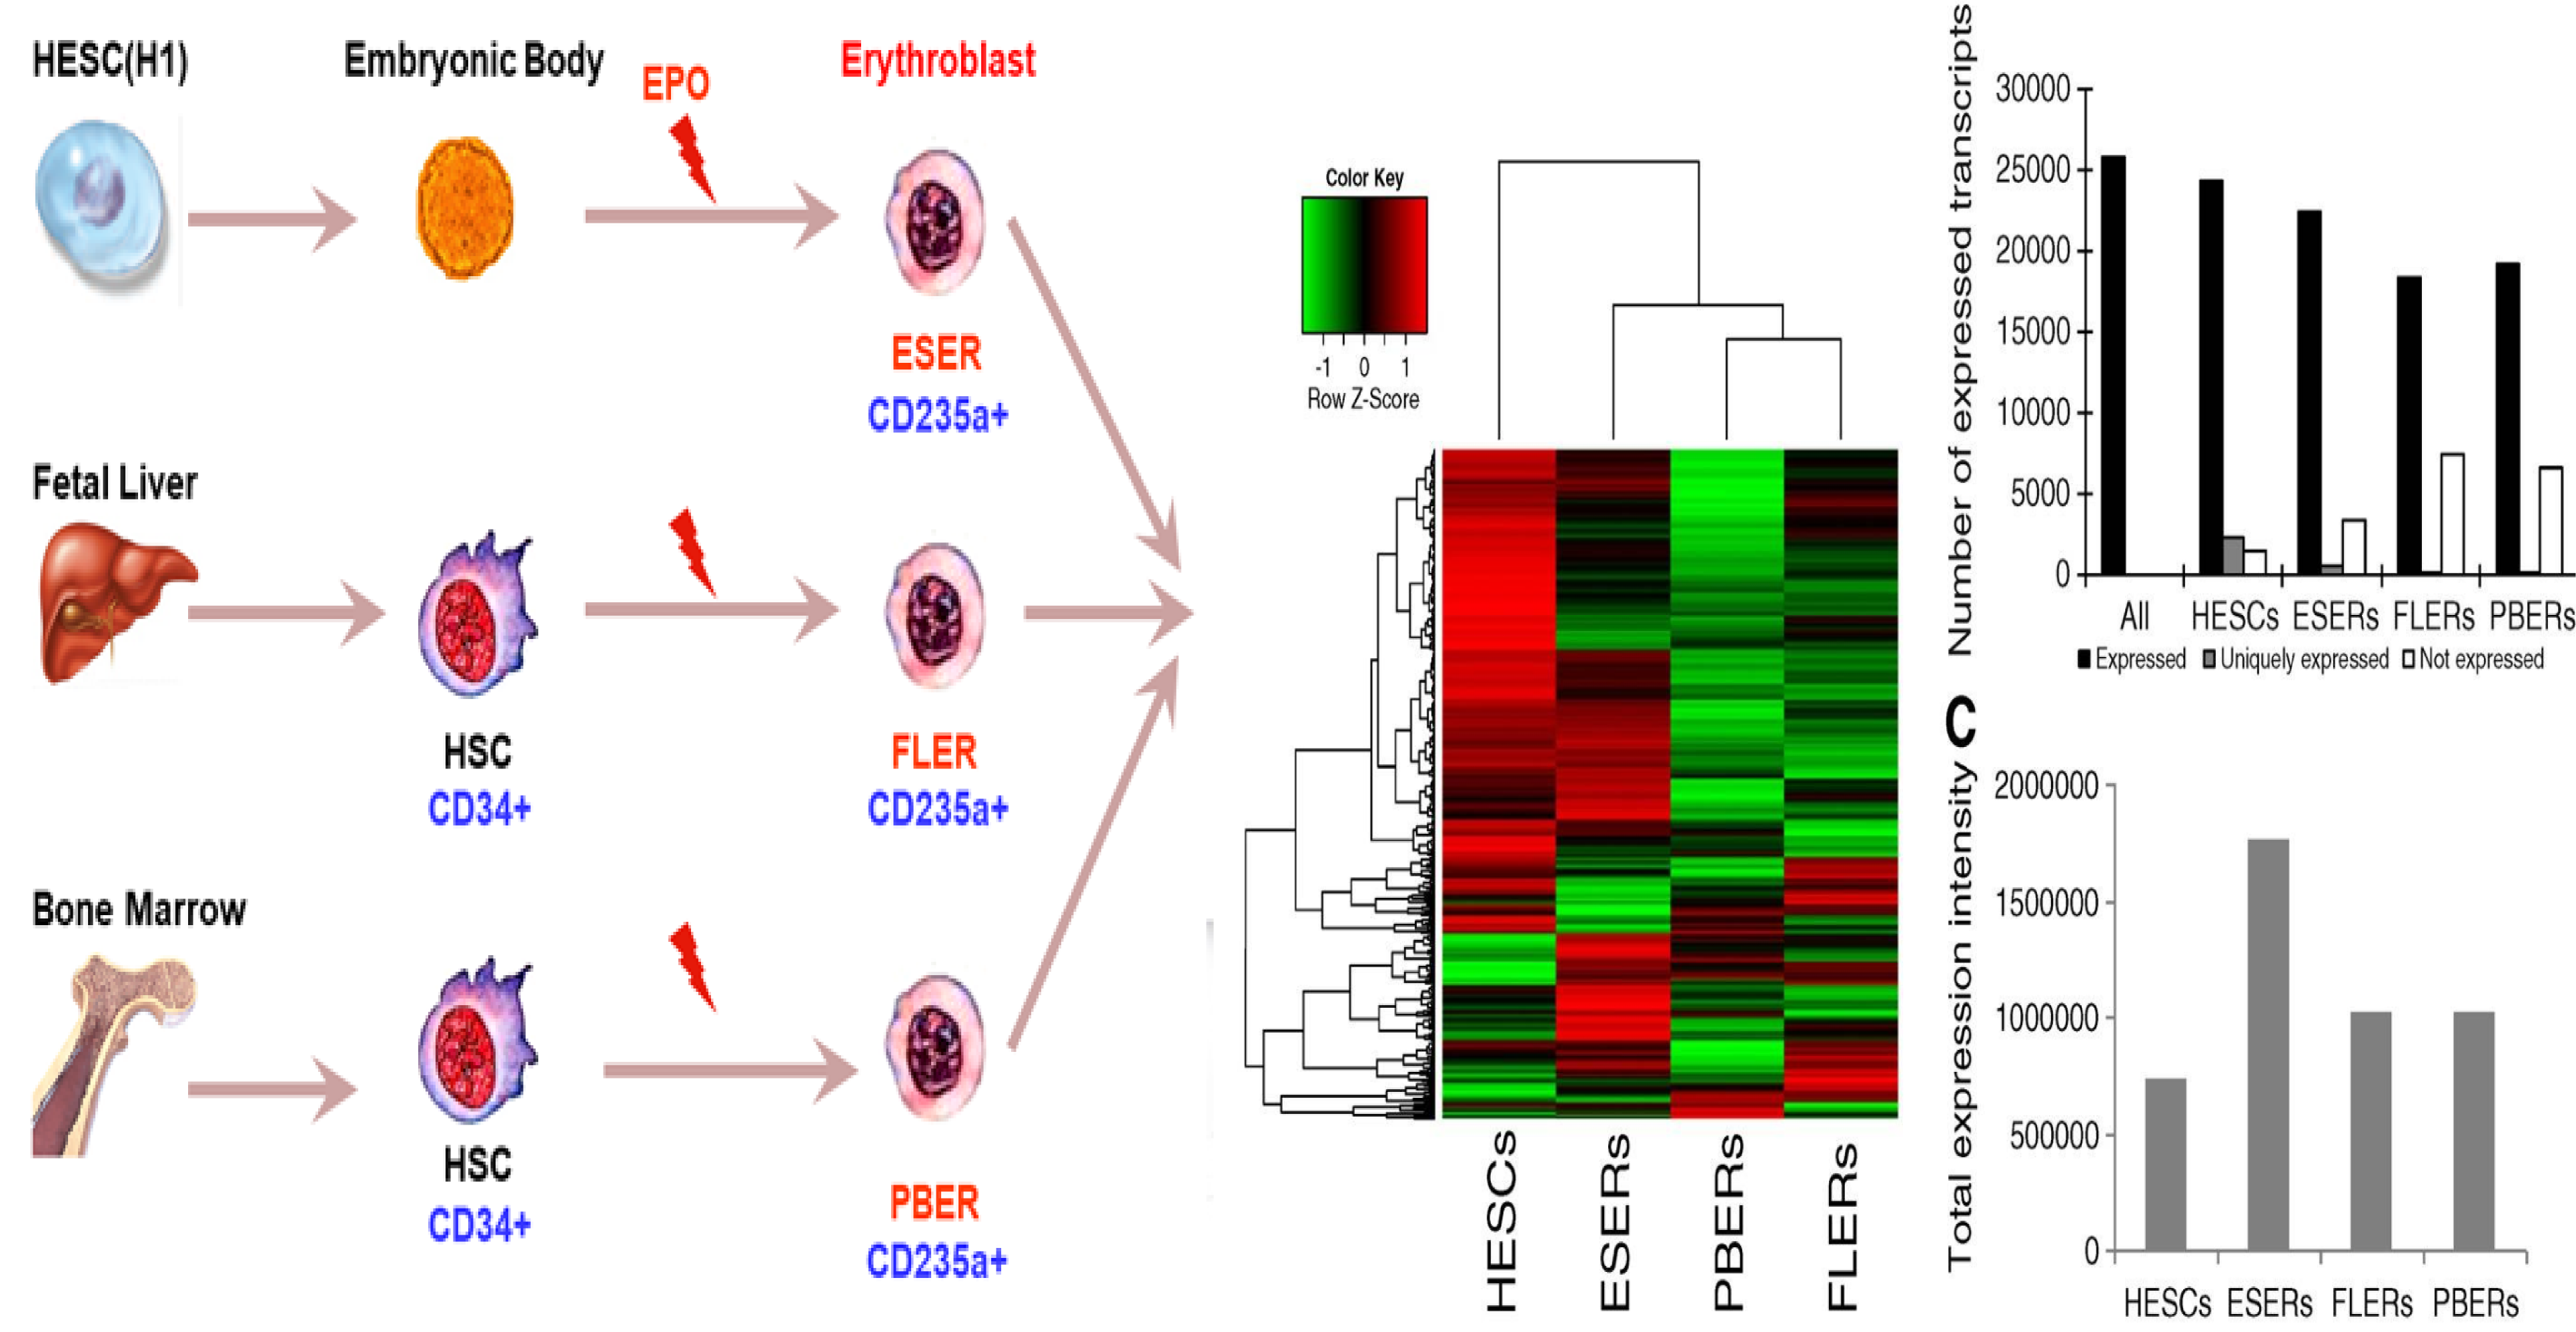 HESC(H1)
Embryonic Body
EPO
Erythroblast
ESER
CD235a+
Fetal Liver
HSC
CD34+
FLER
CD235a+
Bone Marrow
HSC
CD34+
PBER
CD235a+
Color Key
-1 0 1
Row Z-Score
HESCs
ESERs
PBERs
FLERs
Number of expressed transcripts
30000
25000
20000
15000
10000
5000
0
All HESCs ESERs FLERs PBERs
Expressed Uniquely expressed Not expressed
C
Total expression intensity
2000000
1500000
1000000
500000
0
HESCs ESERs FLERs PBERs